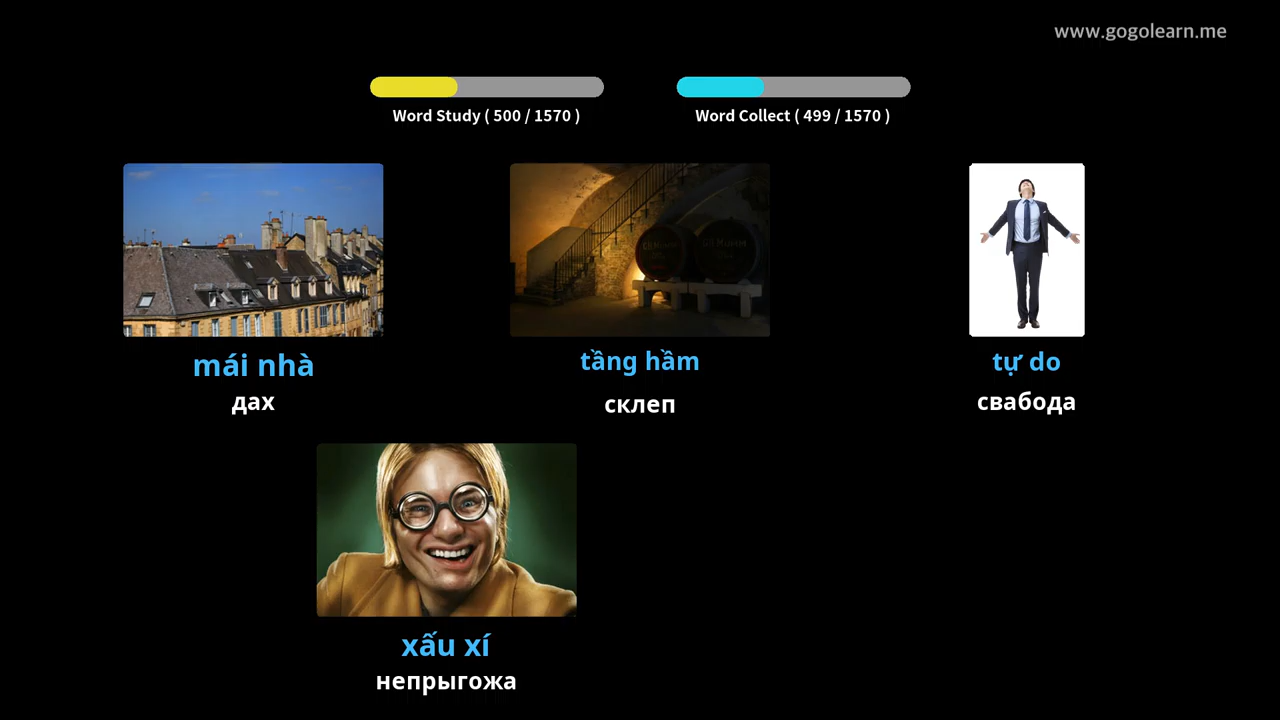 www.gogolearn.me
Word Study ( 500 / 1570 )
Word Collect ( 499 / 1570 )
mái nhà
дах
tầng hầm
склеп
tự do
свабода
xấu xí
непрыгожа